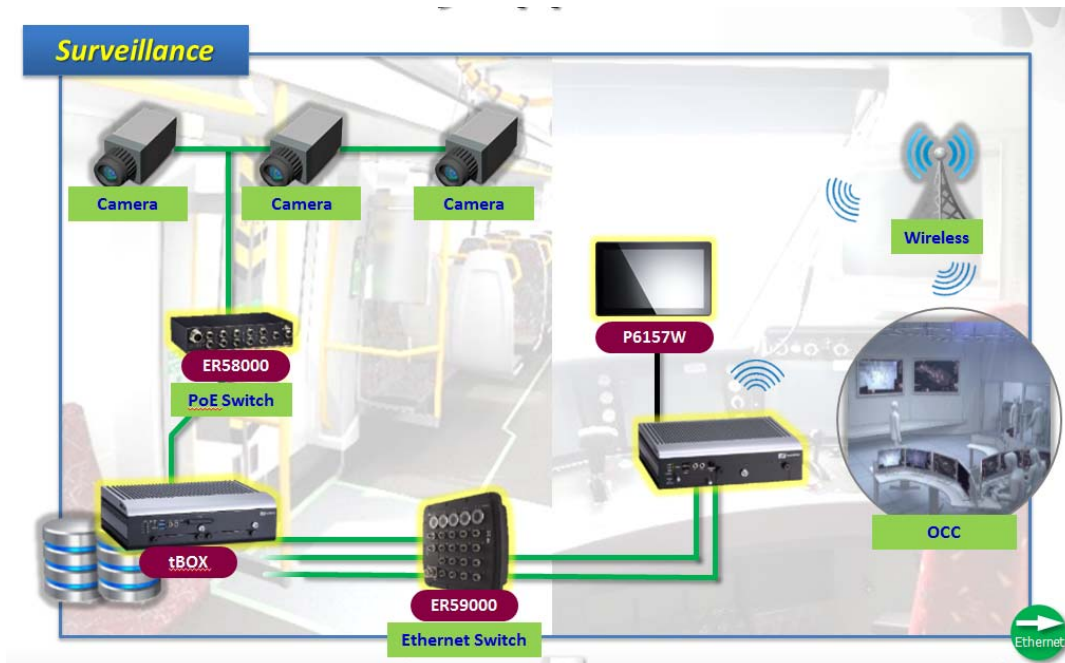 Surveillance
Camera
Camera
Camera
Wireless
P6157W
ER58000
PoE Switch
OCC
tBOX
ER59000
Ethernet Switch
Ethernet